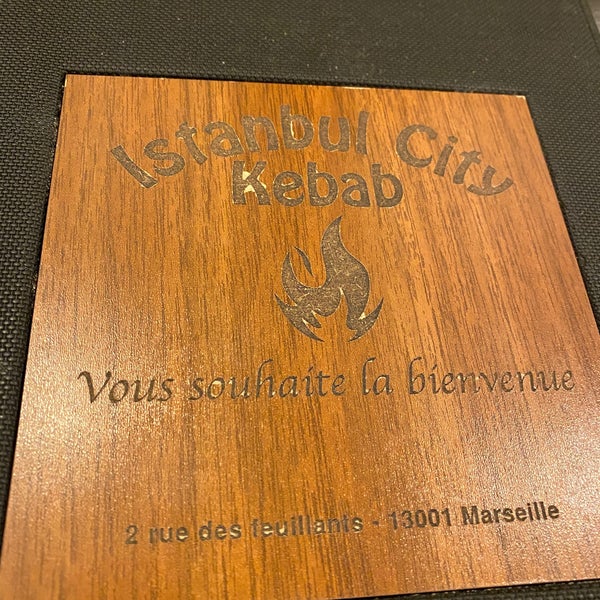 Istanbul City
Kebab
Vous souhaite la bienvenue
2 rue des feuillants - 13001 Marseille